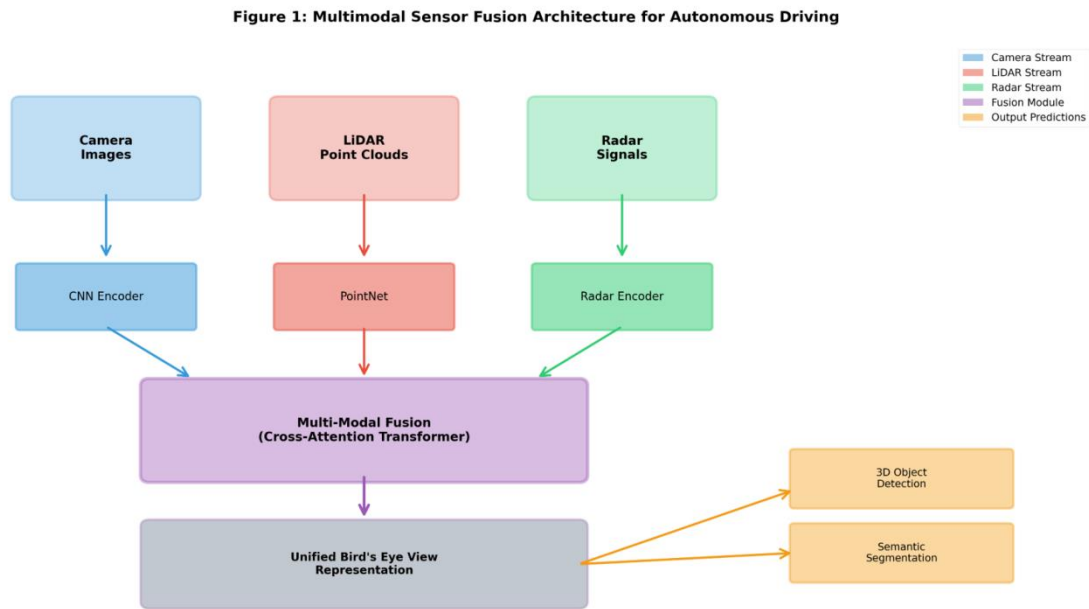 Figure 1: Multimodal Sensor Fusion Architecture for Autonomous Driving
Camera Stream
LiDAR Stream
Radar Stream
Fusion Module
Output Predictions
Camera
Images
LiDAR
Point Clouds
Radar
Signals
CNN Encoder
PointNet
Radar Encoder
Multi-Modal Fusion
(Cross-Attention Transformer)
3D Object
Detection
Unified Bird's Eye View
Representation
Semantic
Segmentation